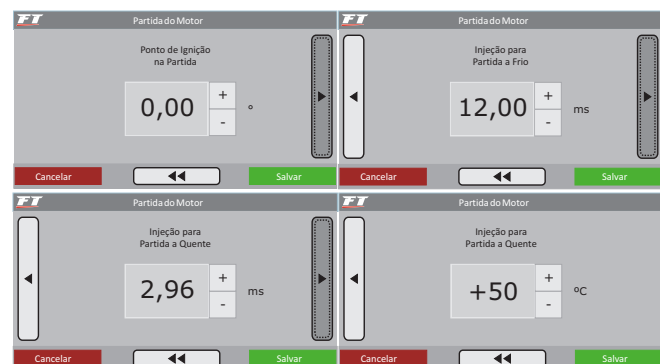 FT
Partida do Motor
Ponto de Ignição
na Partida
0,00
+
-
º
Cancelar
Salvar
FT
Partida do Motor
Injeção para
Partida a Frio
12,00
+
-
ms
Cancelar
Salvar
FT
Partida do Motor
Injeção para
Partida a Quente
2,96
+
-
ms
Cancelar
Salvar
FT
Partida do Motor
Injeção para
Partida a Quente
+50
+
-
ºC
Cancelar
Salvar